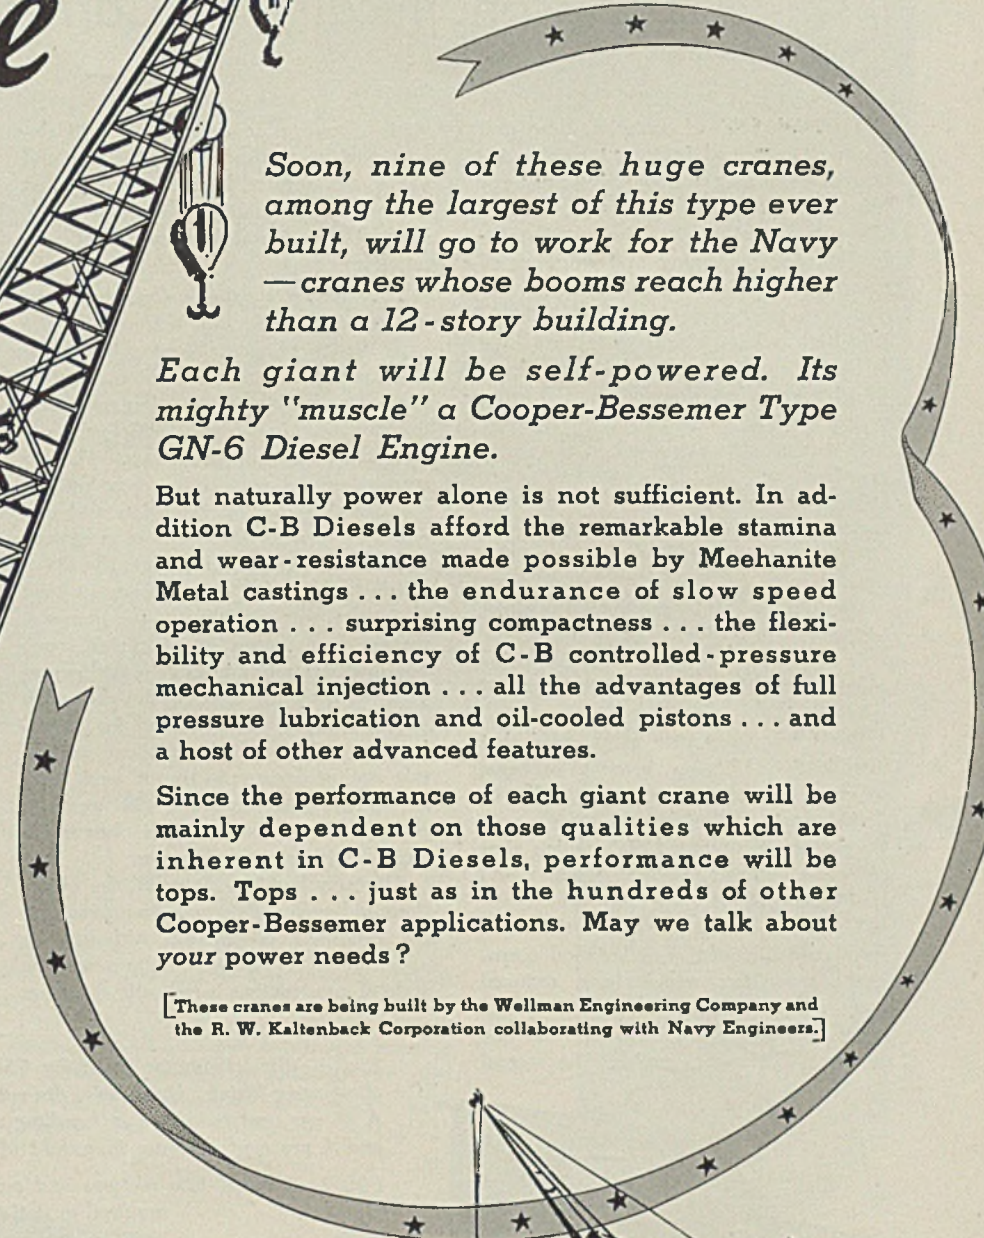 e
Soon, nine of these huge cranes,
among the largest of this type ever
built, will go to work for the Navy
—cranes whose booms reach higher
than a 12-story building.
Each giant will be self-powered. Its
mighty "muscle" a Cooper-Bessemer Type
GN-6 Diesel Engine.
But naturally power alone is not sufficient. In ad-
dition C-B Diesels afford the remarkable stamina
and wear-resistance made possible by Meehanite
Metal castings . . . the endurance of slow speed
operation . . . surprising compactness . . . the flexi-
bility and efficiency of C-B controlled-pressure
mechanical injection . . . all the advantages of full
pressure lubrication and oil-cooled pistons . . . and
a host of other advanced features.
Since the performance of each giant crane will be
mainly dependent on those qualities which are
inherent in C-B Diesels, performance will be
tops. Tops . . . just as in the hundreds of other
Cooper-Bessemer applications. May we talk about
your power needs?
[These cranes are being built by the Wellman Engineering Company and
the R. W. Kaltenback Corporation collaborating with Navy Engineers.]